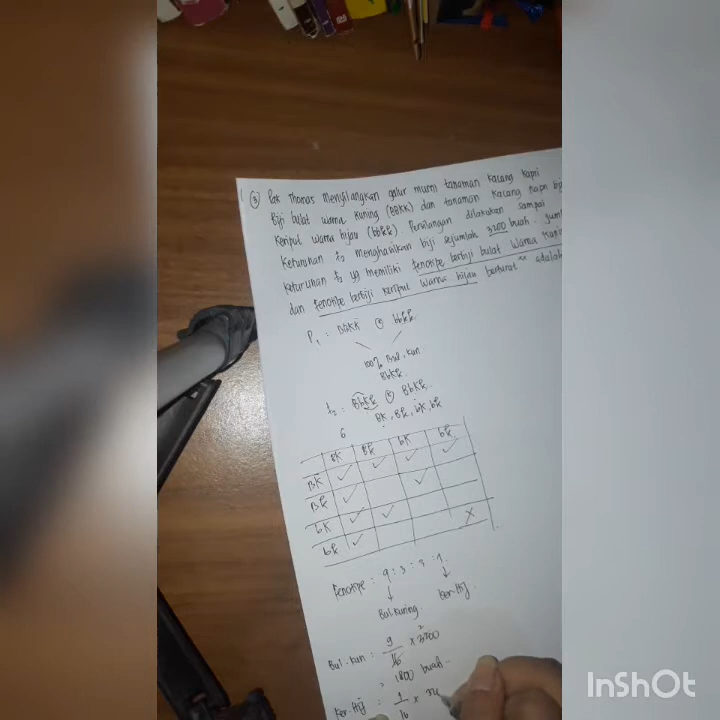 ③ Pak Thomas menyilangkan galur murni tanaman kacang kapri
Biji bulat warna kuning (BBKK) dan tanaman kacang kapri
keriput warna hijau (bbkk). Persilangan dilakukan sampai
keturunan f2 menghasilkan biji sejumlah 3200 buah.
keturunan f2 yg memiliki fenotipe berbiji bulat warna
dan fenotipe berbiji keriput warna hijau berturut² adalah
P1 : BBKK ⊗ bbkk
100% Bul. kun
BbKk
f2 : BbKk ⊗ BbKk
6 BK, Bk, bK, bk
BK Bk bK bk
BK ✓ ✓ ✓ ✓
Bk ✓ ✓
bK ✓ ✓
bk ✓ X
Fenotipe : 9 : 3 : 3 : 1
Bul. kuning Ker-Hij
Bul. kun : 9/16 × 3200
= 1800 buah
Ker-Hij : 1/16 ×
InShOt